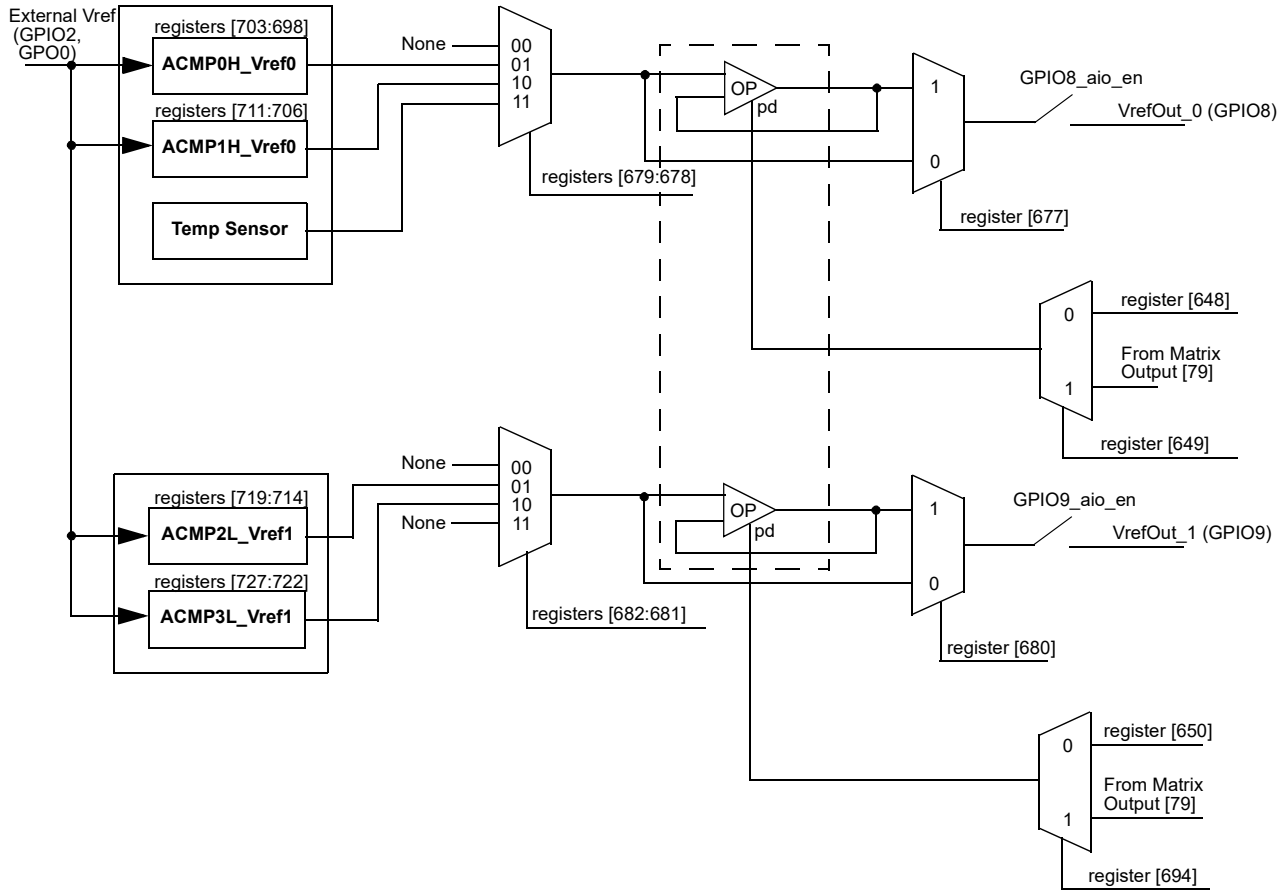 External Vref
(GPIO2,
GPO0)
registers [703:698]
ACMP0H_Vref0
registers [711:706]
ACMP1H_Vref0
Temp Sensor
None
00
01
10
11
registers [679:678]
OP
pd
1
0
register [677]
GPIO8_aio_en
VrefOut_0 (GPIO8)
0
1
register [648]
From Matrix
Output [79]
register [649]
registers [719:714]
ACMP2L_Vref1
registers [727:722]
ACMP3L_Vref1
None
None
00
01
10
11
registers [682:681]
OP
pd
1
0
register [680]
GPIO9_aio_en
VrefOut_1 (GPIO9)
0
1
register [650]
From Matrix
Output [79]
register [694]